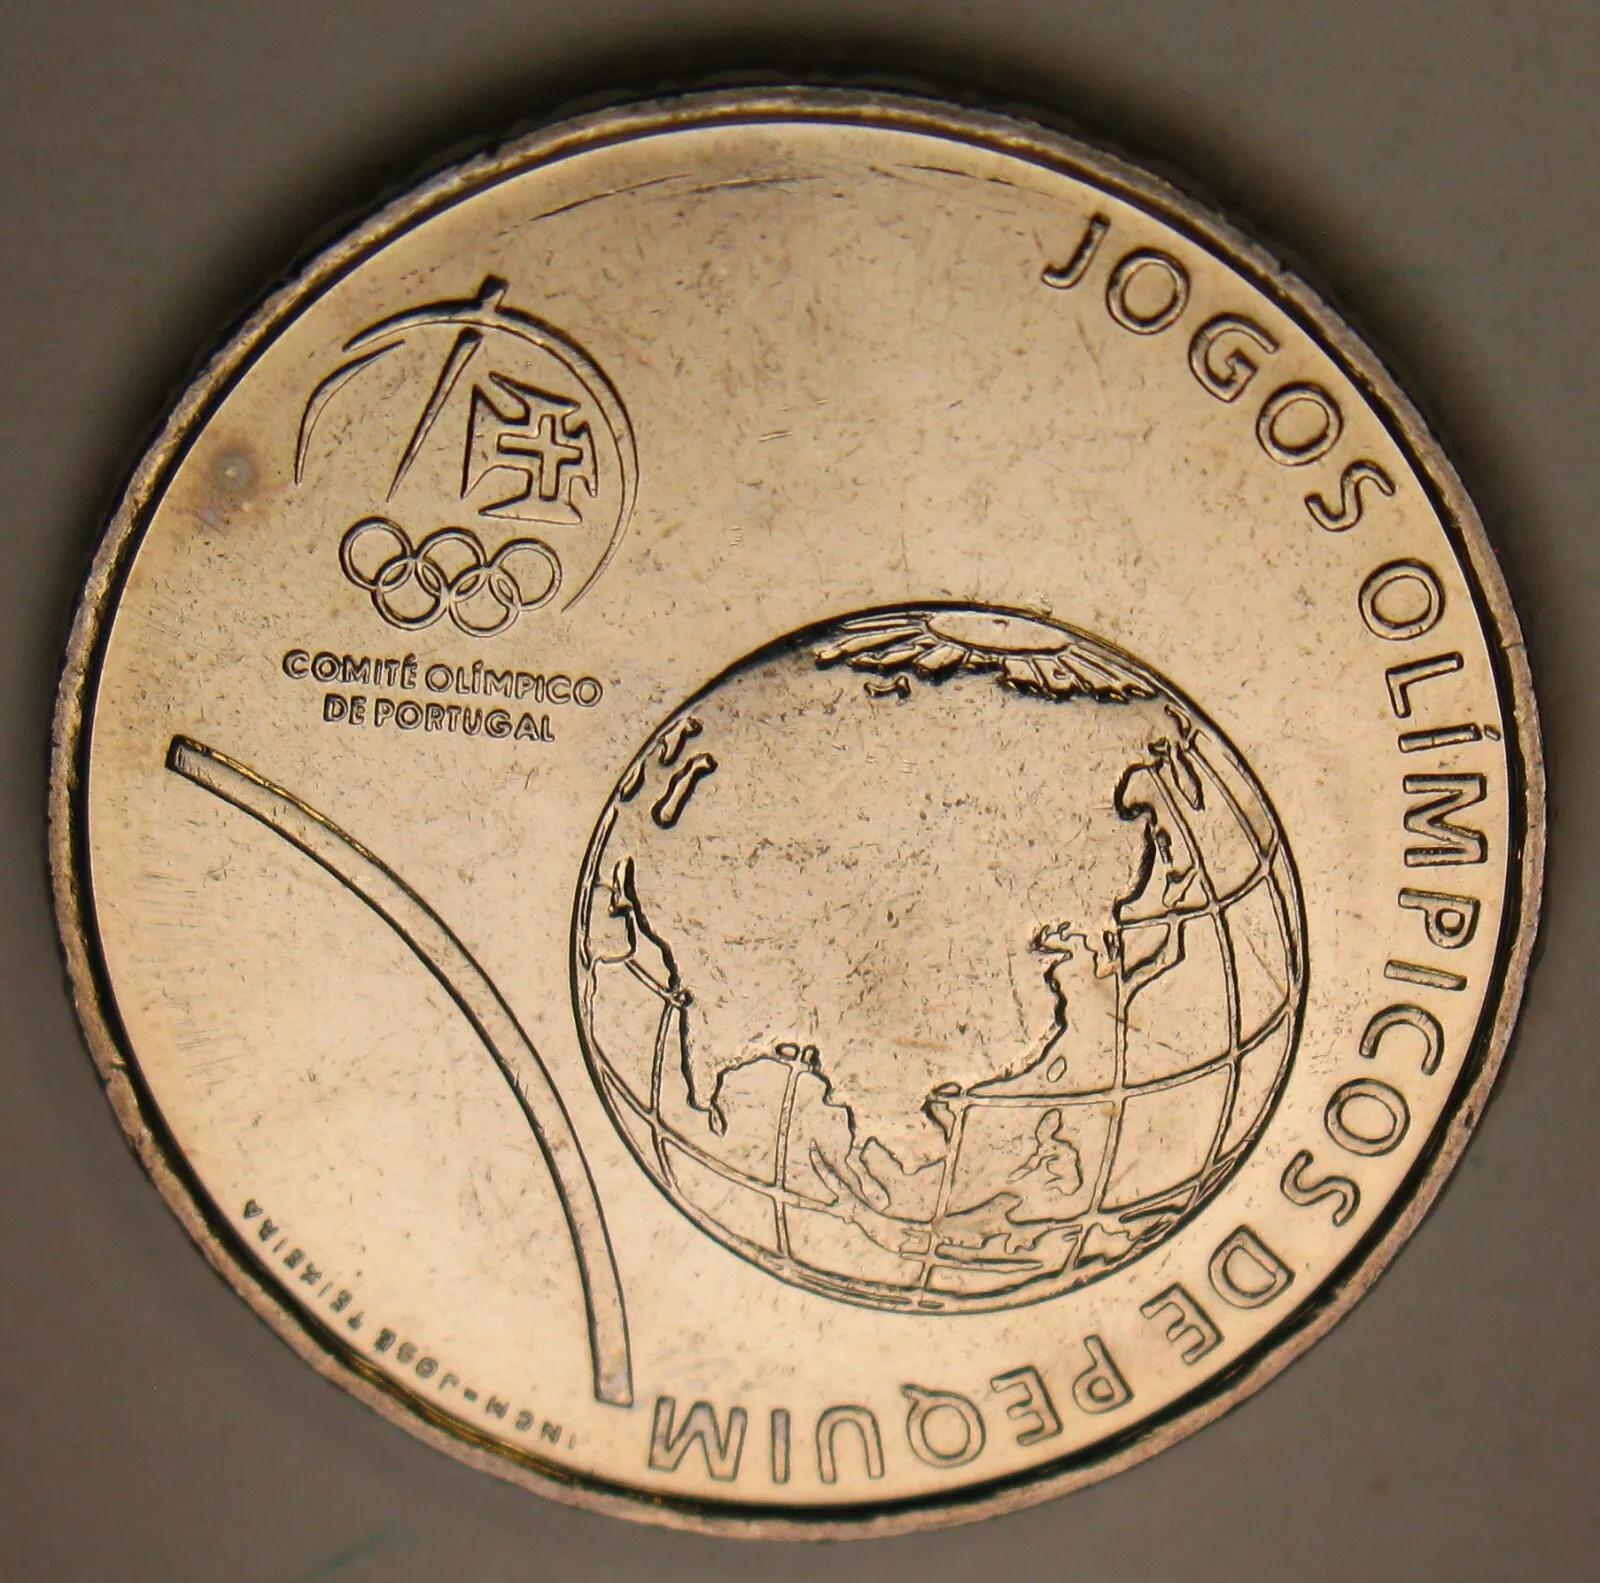 JOGOS OLÍMPICOS DE PEQUIM
COMITÉ OLÍMPICO
DE PORTUGAL
INCM-JOSÉ TEIXEIRA